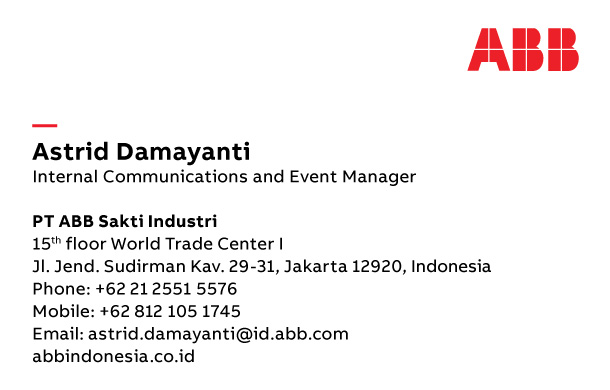 ABB
Astrid Damayanti
Internal Communications and Event Manager
PT ABB Sakti Industri
15th floor World Trade Center I
Jl. Jend. Sudirman Kav. 29-31, Jakarta 12920, Indonesia
Phone: +62 21 2551 5576
Mobile: +62 812 105 1745
Email: astrid.damayanti@id.abb.com
abbindonesia.co.id